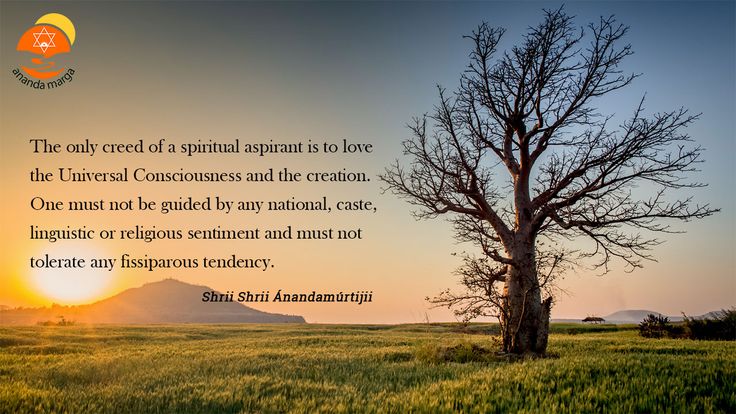 ananda marga
The only creed of a spiritual aspirant is to love
the Universal Consciousness and the creation.
One must not be guided by any national, caste,
linguistic or religious sentiment and must not
tolerate any fissiparous tendency.
Shrii Shrii Ánandamúrtijii